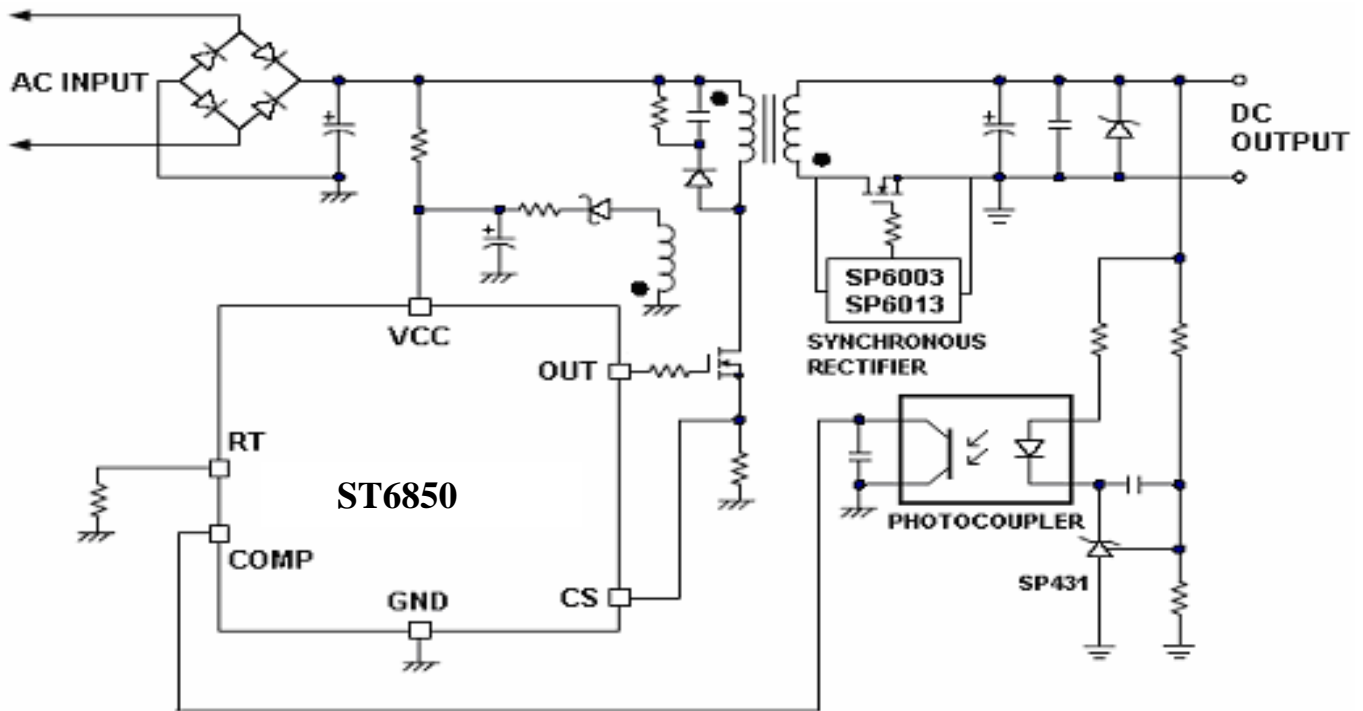 AC INPUT
DC
OUTPUT
SP6003
SP6013
SYNCHRONOUS
RECTIFIER
VCC
OUT
RT
ST6850
COMP
GND
CS
PHOTOCOUPLER
SP431
+
+
+